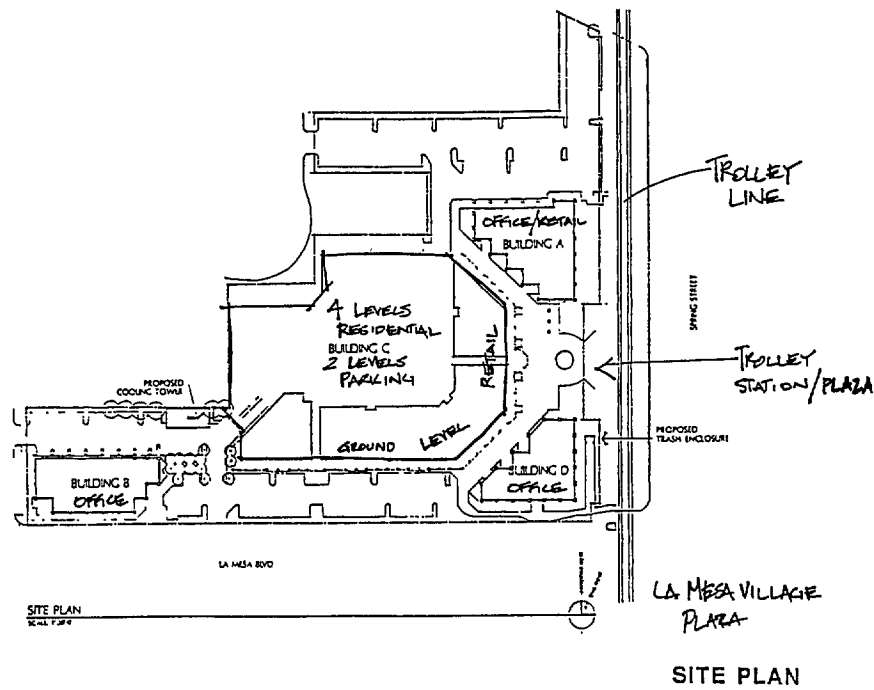 TROLLEY
LINE
OFFICE/RETAIL
BUILDING A
SPRING STREET
4 LEVELS
RESIDENTIAL
BUILDING C
2 LEVELS
PARKING
RETAIL
TROLLEY
STATION/PLAZA
PROPOSED
COOLING TOWER
GROUND LEVEL
PROPOSED
TRASH ENCLOSURE
BUILDING B
OFFICE
BUILDING D
OFFICE
LA MESA BLVD
SITE PLAN
LA MESA VILLAGE
PLAZA
SITE PLAN